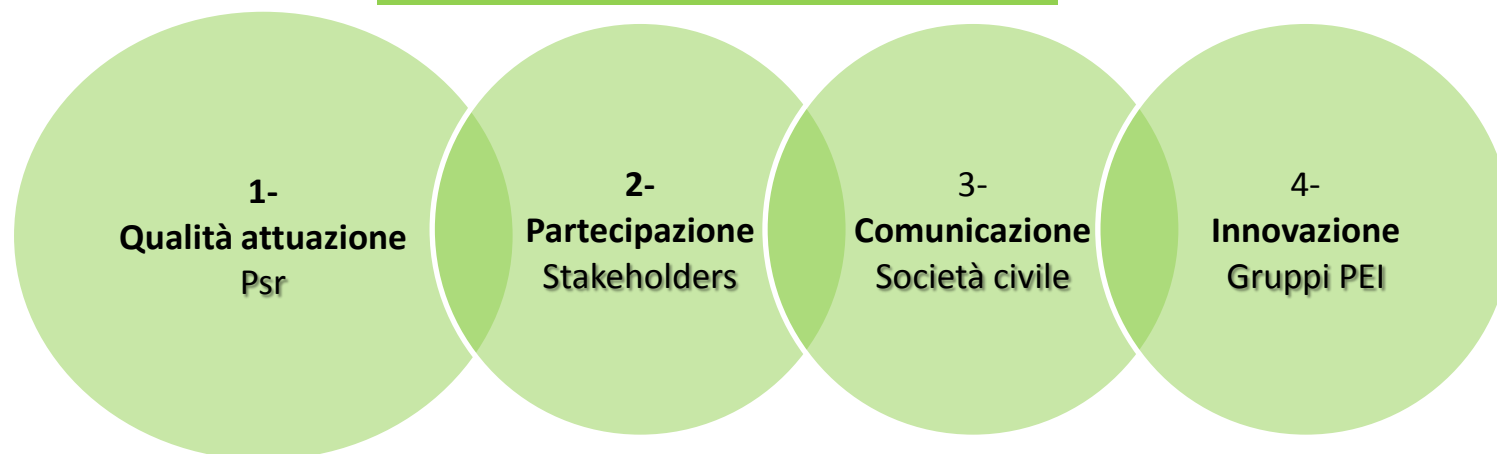 1-
Qualità attuazione
Psr
2-
Partecipazione
Stakeholders
3-
Comunicazione
Società civile
4-
Innovazione
Gruppi PEI